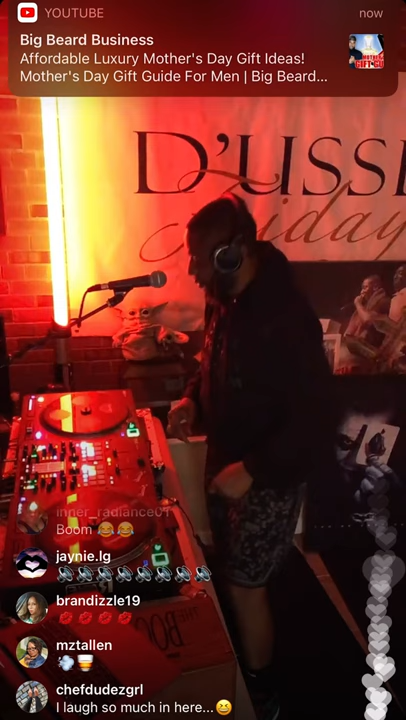 YOUTUBE
now
Big Beard Business
Affordable Luxury Mother's Day Gift Ideas!
Mother's Day Gift Guide For Men | Big Beard...
D'USSE
Friday
inner_radiance01
Boom 😂😂
jaynie.lg
🔊🔊🔊🔊🔊🔊🔊🔊
brandizzle19
💋💋💋💋
mztallen
💨🥃
chefdudezgrl
I laugh so much in here...😆